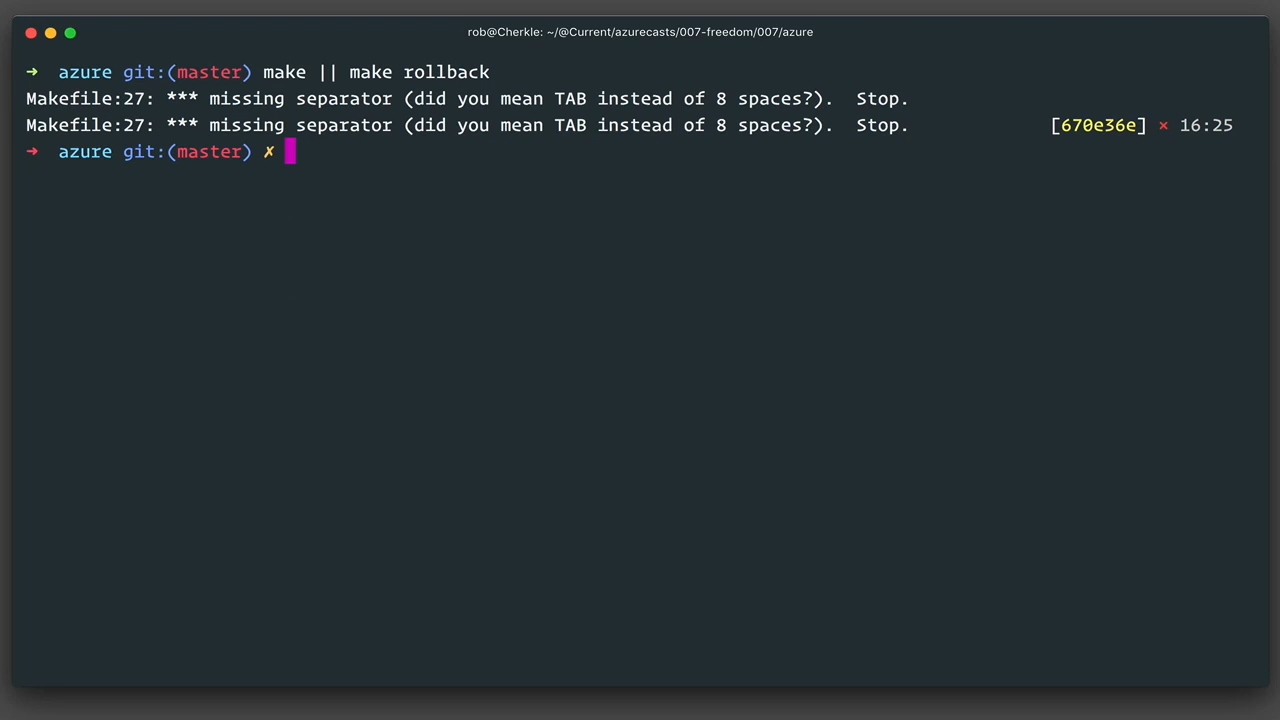 rob@Cherkle: ~/@Current/azurecasts/007-freedom/007/azure
➜ azure git:(master) make || make rollback
Makefile:27: *** missing separator (did you mean TAB instead of 8 spaces?).  Stop.
Makefile:27: *** missing separator (did you mean TAB instead of 8 spaces?).  Stop. [670e36e] × 16:25
➜ azure git:(master) ✗